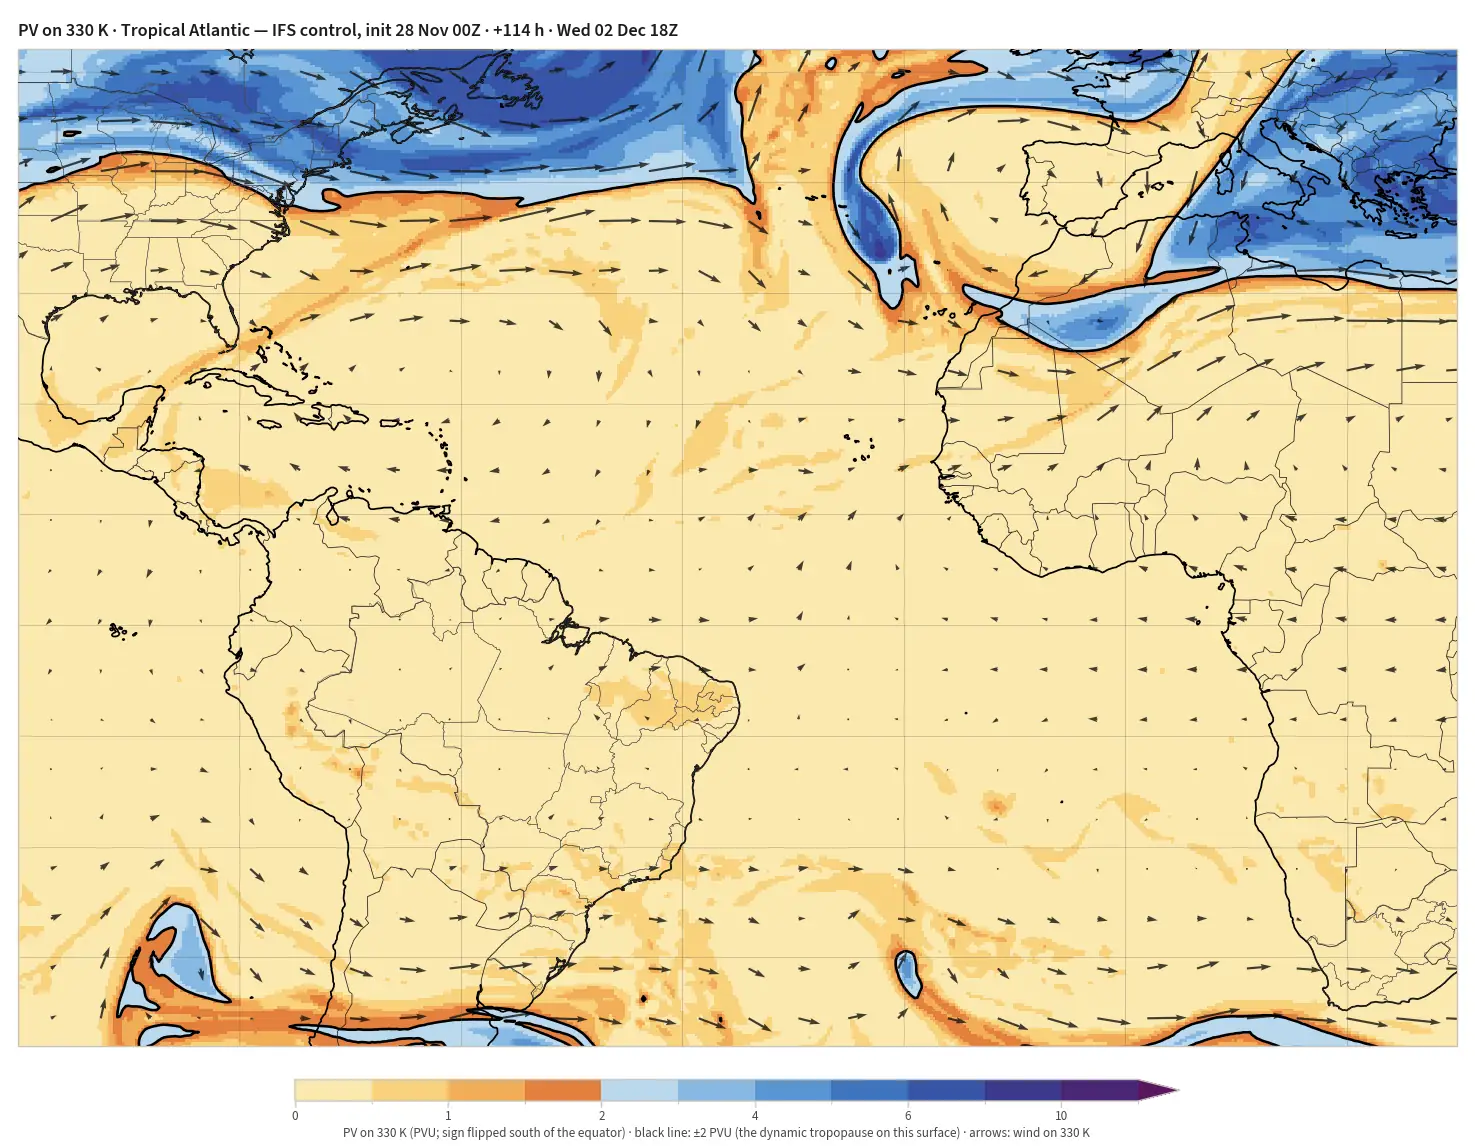 PV on 330 K · Tropical Atlantic — IFS control, init 28 Nov 00Z · +114 h · Wed 02 Dec 18Z
0 1 2 4 6 10
PV on 330 K (PVU; sign flipped south of the equator) · black line: ±2 PVU (the dynamic tropopause on this surface) · arrows: wind on 330 K